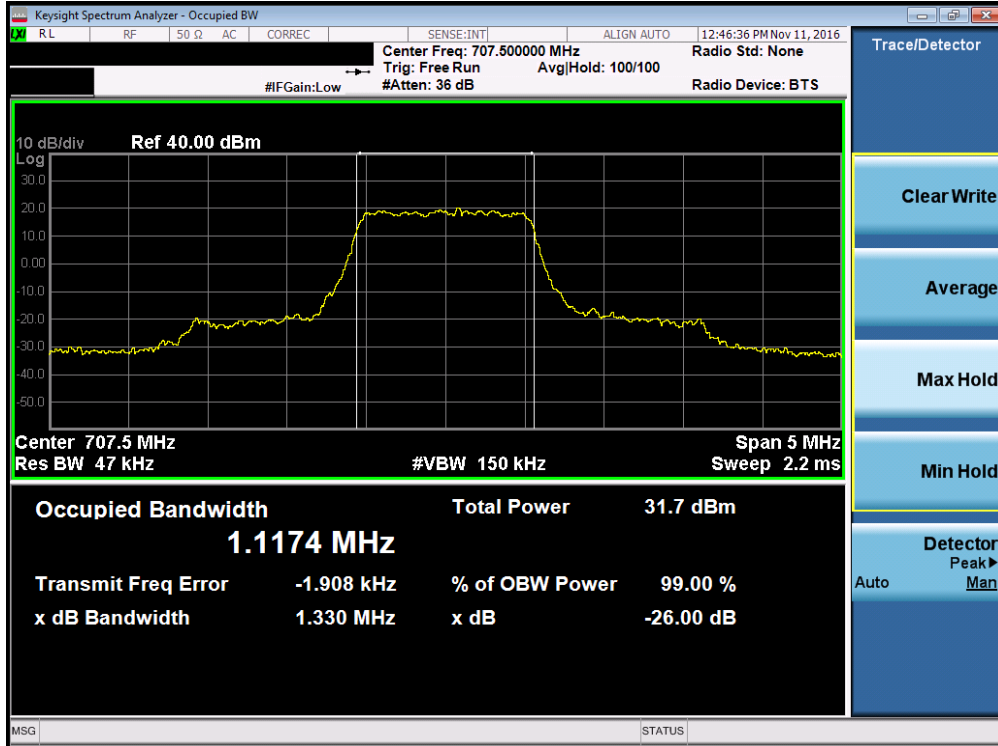 Keysight Spectrum Analyzer - Occupied BW
LXI RL RF 50 Ω AC CORREC SENSE:INT ALIGN AUTO 12:46:36 PM Nov 11, 2016
Center Freq: 707.500000 MHz Radio Std: None
Trig: Free Run Avg|Hold: 100/100
#IFGain:Low #Atten: 36 dB Radio Device: BTS
Trace/Detector
10 dB/div Ref 40.00 dBm
Log
30.0
20.0
10.0
0.00
-10.0
-20.0
-30.0
-40.0
-50.0
Center 707.5 MHz Span 5 MHz
Res BW 47 kHz #VBW 150 kHz Sweep 2.2 ms
Occupied Bandwidth Total Power 31.7 dBm
1.1174 MHz
Transmit Freq Error -1.908 kHz % of OBW Power 99.00 %
x dB Bandwidth 1.330 MHz x dB -26.00 dB
Clear Write
Average
Max Hold
Min Hold
Detector
Peak▶
Auto Man
MSG STATUS